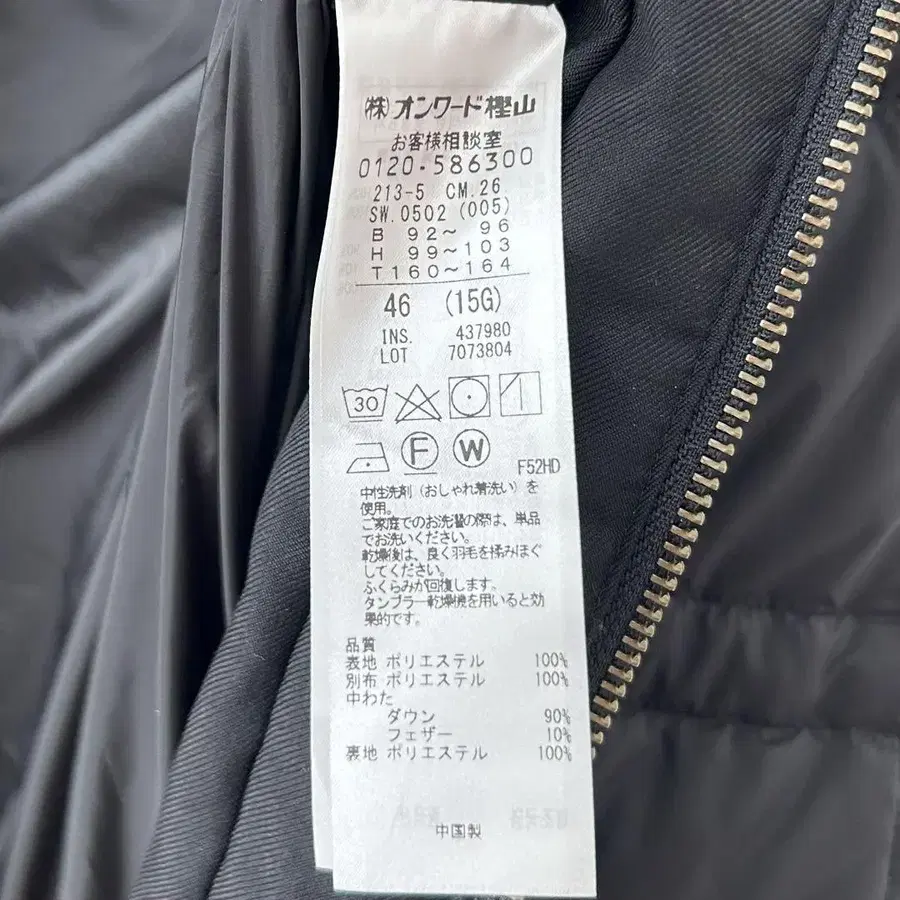 (株)オンワード樫山
お客様相談室
0120-586300
213-5 CM.26
SW.0502 (005)
B 92～ 96
H 99～103
T160～164
46 (15G)
INS. 437980
LOT 7073804
30
F W
F52HD
中性洗剤（おしゃれ着洗い）を
使用。
ご家庭でのお洗濯の際は、単品
でお洗いください。
乾燥後は、良く羽毛を揉みほぐ
してください。
ふくらみが回復します。
タンブラー乾燥機を用いると効
果的です。
品質
表地 ポリエステル 100%
別布 ポリエステル 100%
中わた
ダウン 90%
フェザー 10%
裏地 ポリエステル 100%
中国製